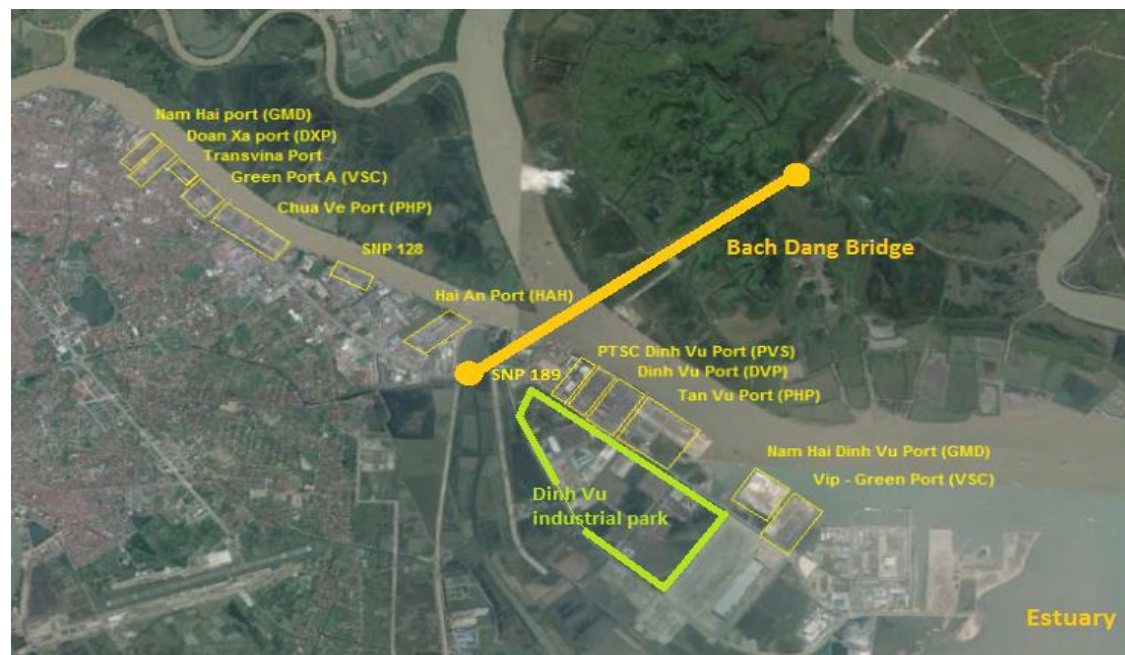 Nam Hai port (GMD)
Doan Xa port (DXP)
Transvina Port
Green Port A (VSC)
Chua Ve Port (PHP)
SNP 128
Bach Dang Bridge
Hai An Port (HAH)
PTSC Dinh Vu Port (PVS)
SNP 189
Dinh Vu Port (DVP)
Tan Vu Port (PHP)
Nam Hai Dinh Vu Port (GMD)
Vip - Green Port (VSC)
Dinh Vu
industrial park
Estuary